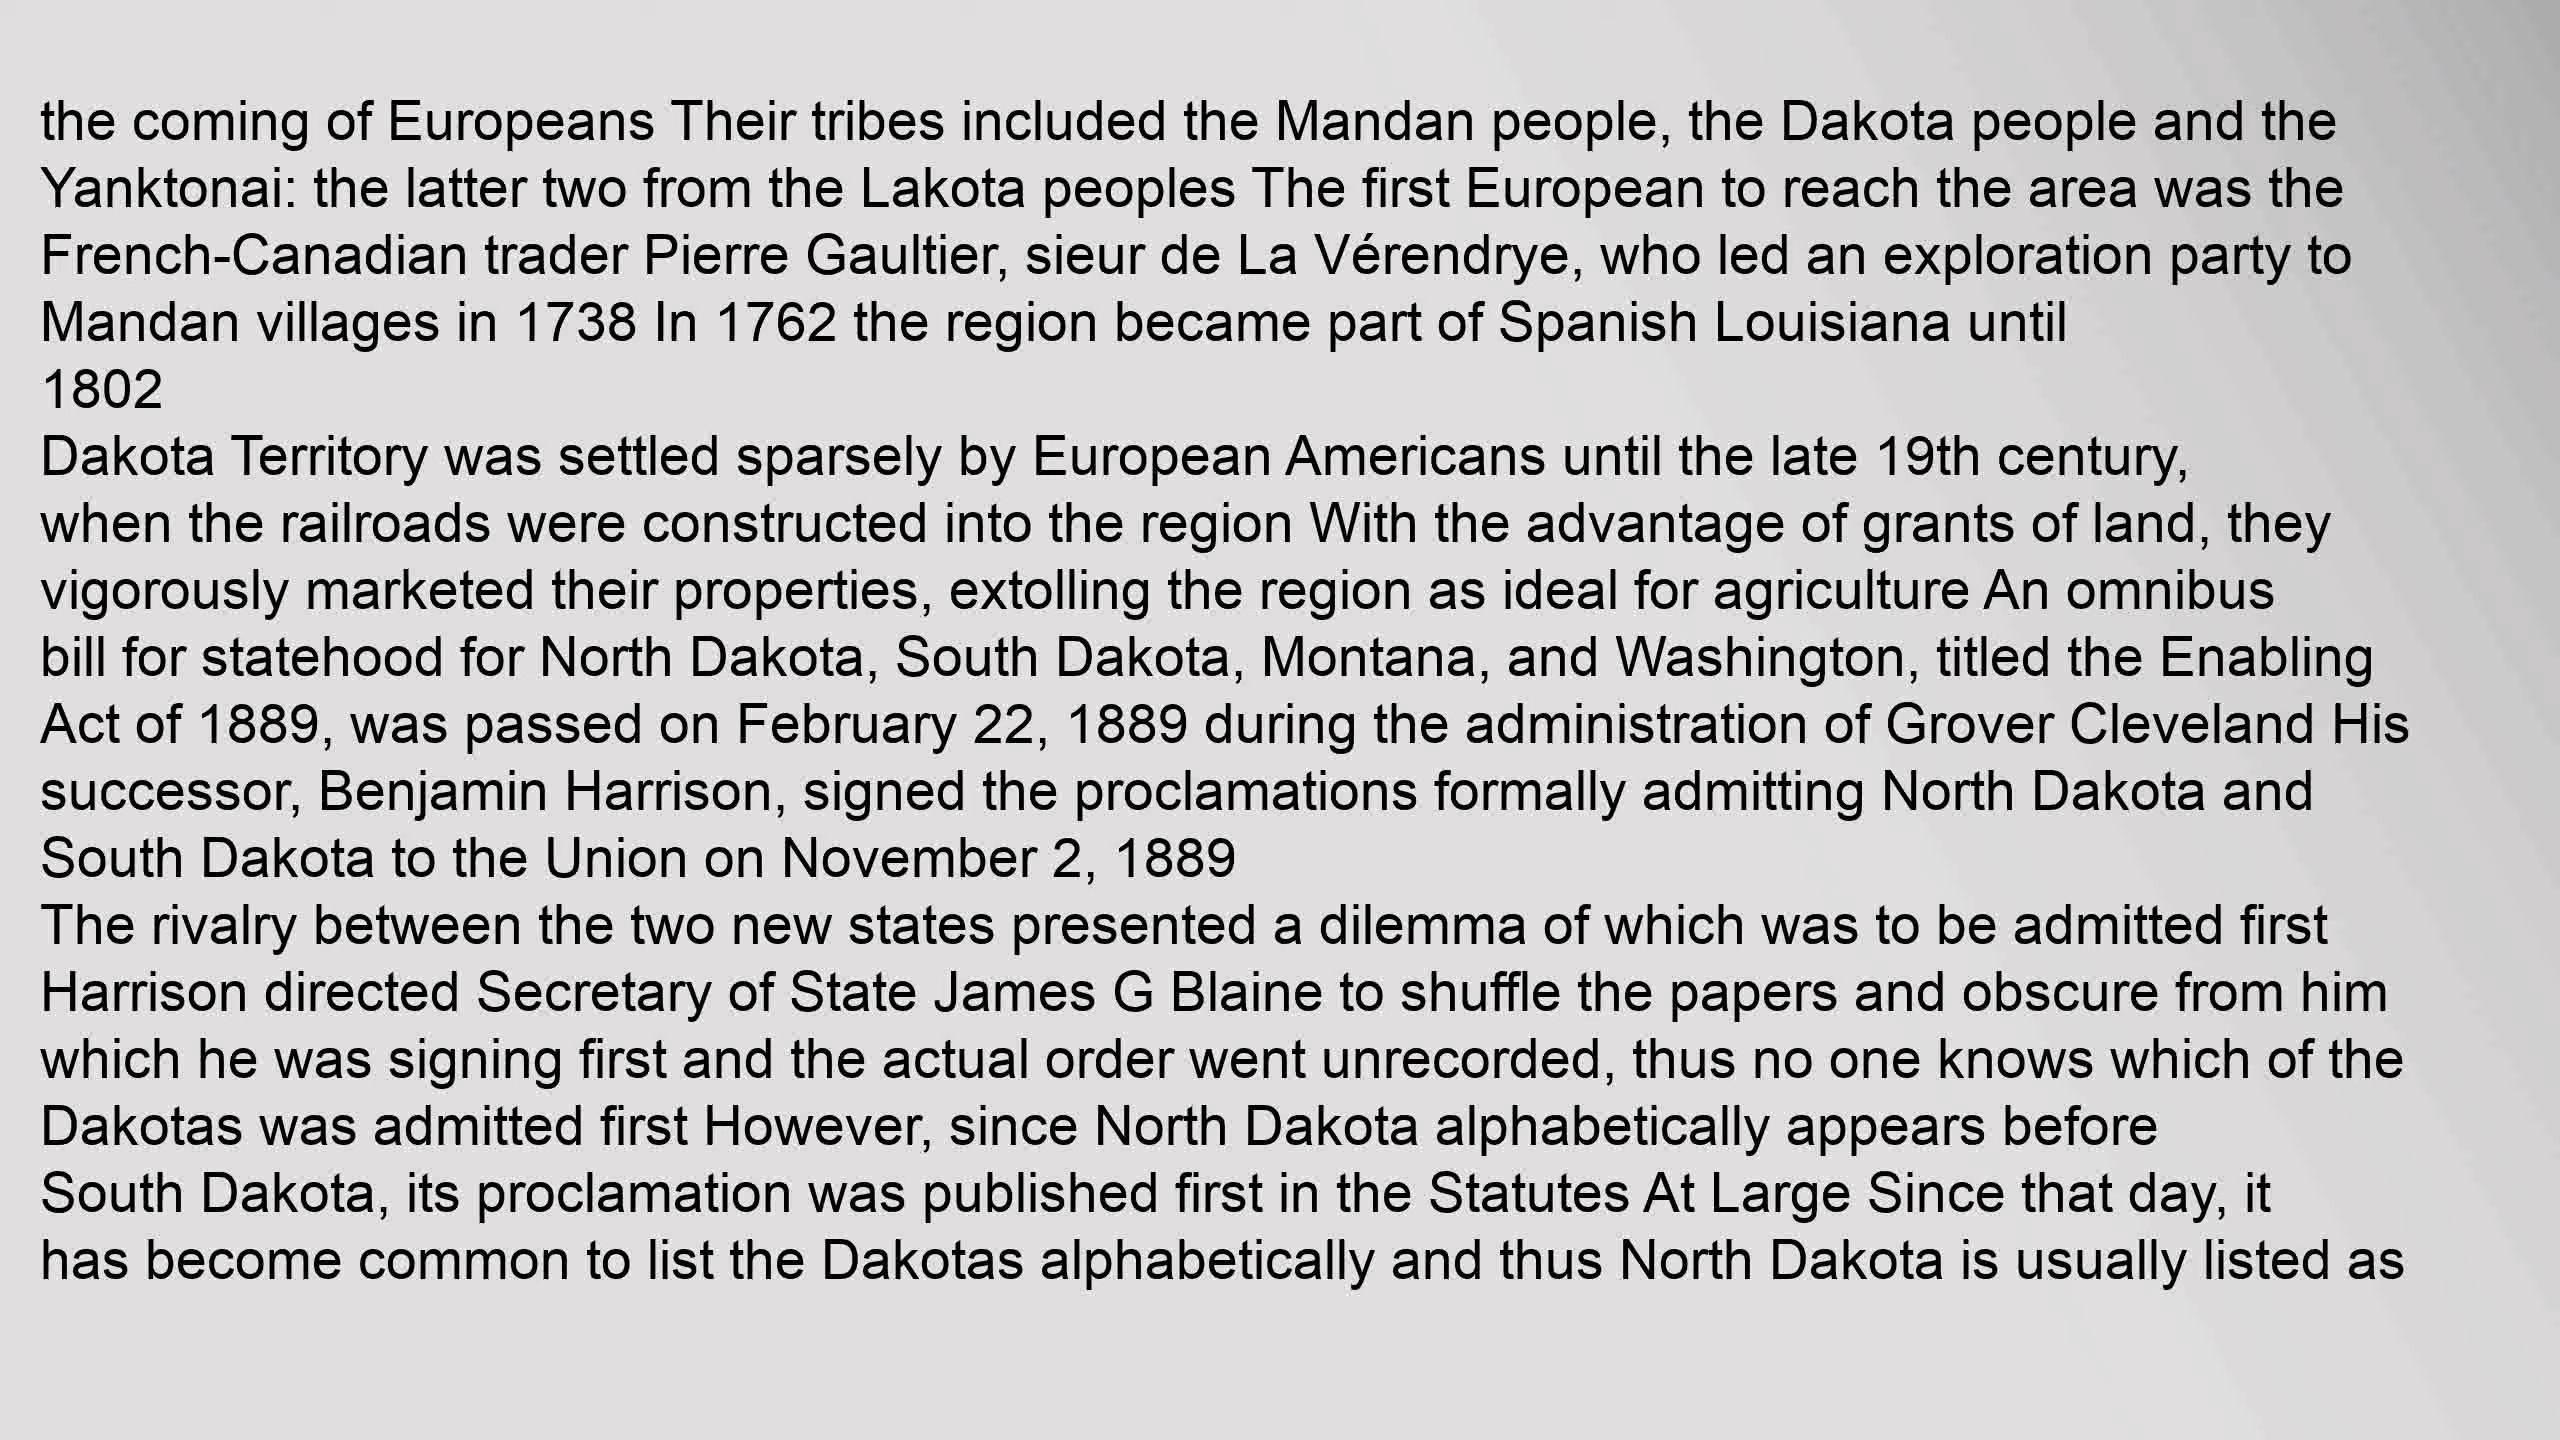 the coming of Europeans Their tribes included the Mandan people, the Dakota people and the
Yanktonai: the latter two from the Lakota peoples The first European to reach the area was the
French-Canadian trader Pierre Gaultier, sieur de La Vérendrye, who led an exploration party to
Mandan villages in 1738 In 1762 the region became part of Spanish Louisiana until
1802
Dakota Territory was settled sparsely by European Americans until the late 19th century,
when the railroads were constructed into the region With the advantage of grants of land, they
vigorously marketed their properties, extolling the region as ideal for agriculture An omnibus
bill for statehood for North Dakota, South Dakota, Montana, and Washington, titled the Enabling
Act of 1889, was passed on February 22, 1889 during the administration of Grover Cleveland His
successor, Benjamin Harrison, signed the proclamations formally admitting North Dakota and
South Dakota to the Union on November 2, 1889
The rivalry between the two new states presented a dilemma of which was to be admitted first
Harrison directed Secretary of State James G Blaine to shuffle the papers and obscure from him
which he was signing first and the actual order went unrecorded, thus no one knows which of the
Dakotas was admitted first However, since North Dakota alphabetically appears before
South Dakota, its proclamation was published first in the Statutes At Large Since that day, it
has become common to list the Dakotas alphabetically and thus North Dakota is usually listed as